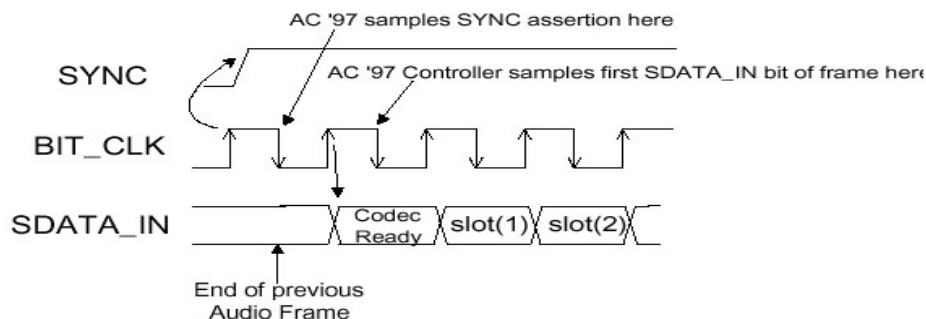 AC '97 samples SYNC assertion here
SYNC
AC '97 Controller samples first SDATA_IN bit of frame here
BIT_CLK
SDATA_IN
Codec
Ready
slot(1)
slot(2)
End of previous
Audio Frame